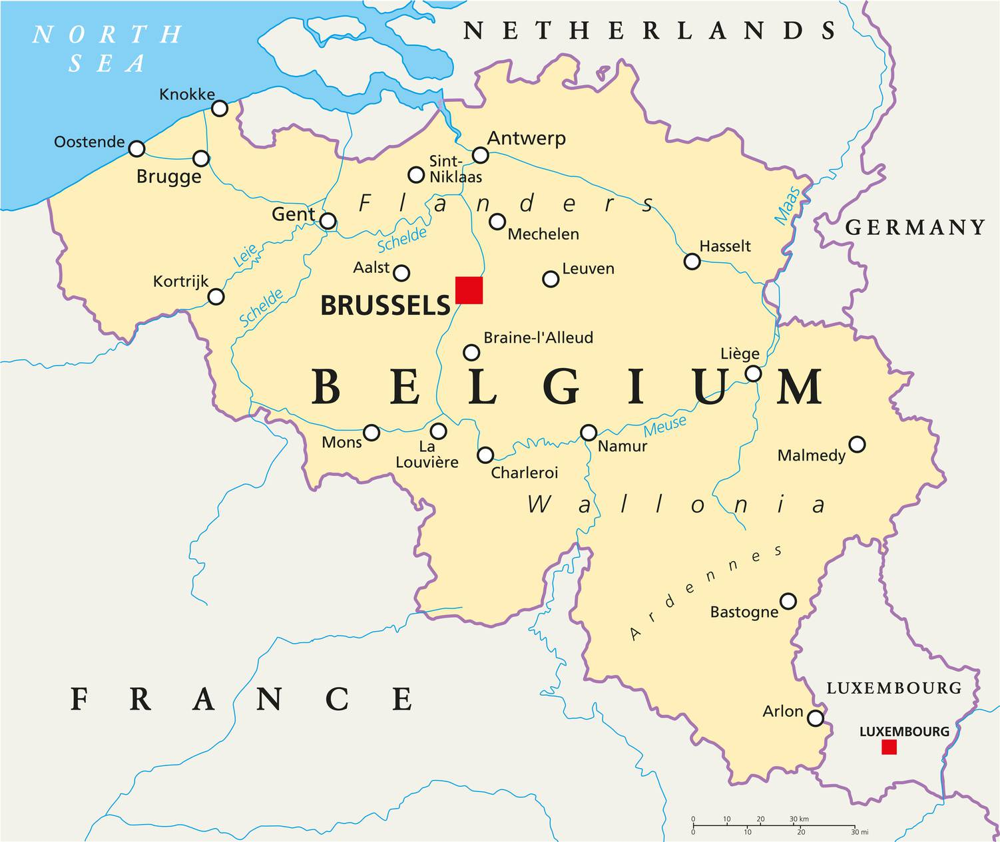 NORTH
SEA
NETHERLANDS
Knokke
Oostende
Brugge
Antwerp
Sint-
Niklaas
Flanders
Gent
Maas
GERMANY
Mechelen
Schelde
Leie
Hasselt
Aalst
Leuven
Kortrijk
BRUSSELS
Schelde
Braine-l'Alleud
Liège
BELGIUM
Meuse
Mons
La
Louvière
Namur
Malmedy
Charleroi
Wallonia
Ardennes
Bastogne
FRANCE
LUXEMBOURG
Arlon
LUXEMBOURG
0 10 20 30 km
0 10 20 30 mi